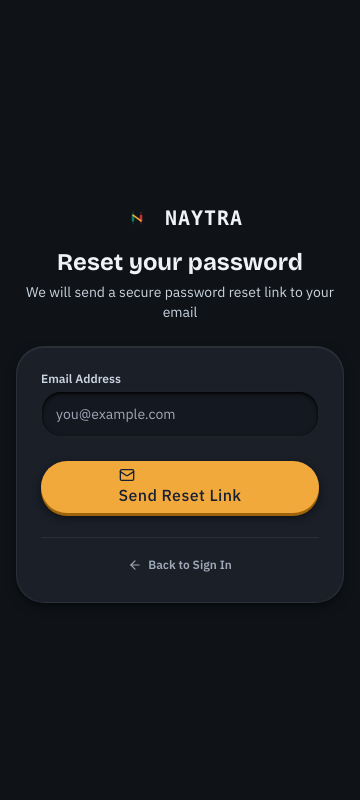 NAYTRA
Reset your password
We will send a secure password reset link to your
email
Email Address
you@example.com
Send Reset Link
Back to Sign In